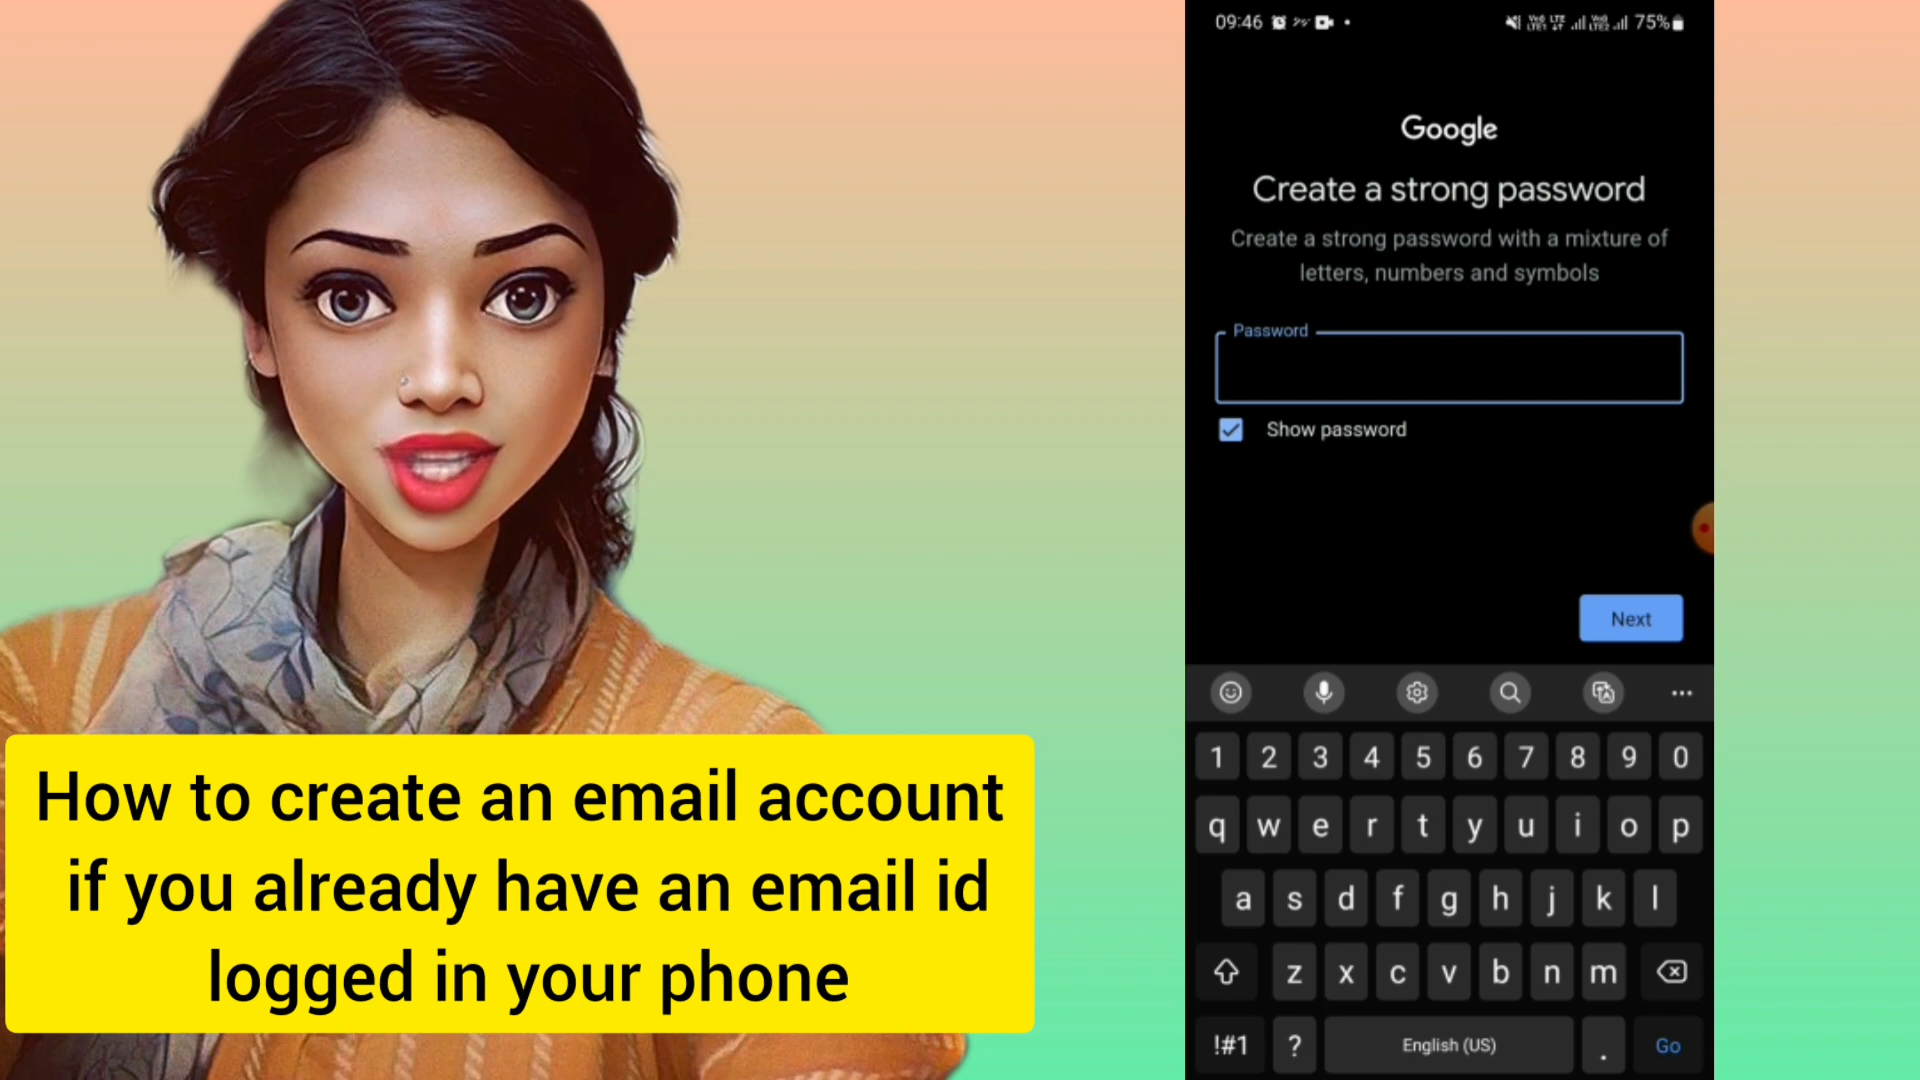 How to create an email account
if you already have an email id
logged in your phone
09:46
75%
Google
Create a strong password
Create a strong password with a mixture of
letters, numbers and symbols
Password
Show password
Next
1 2 3 4 5 6 7 8 9 0
q w e r t y u i o p
a s d f g h j k l
z x c v b n m
!#1 ? English (US) . Go